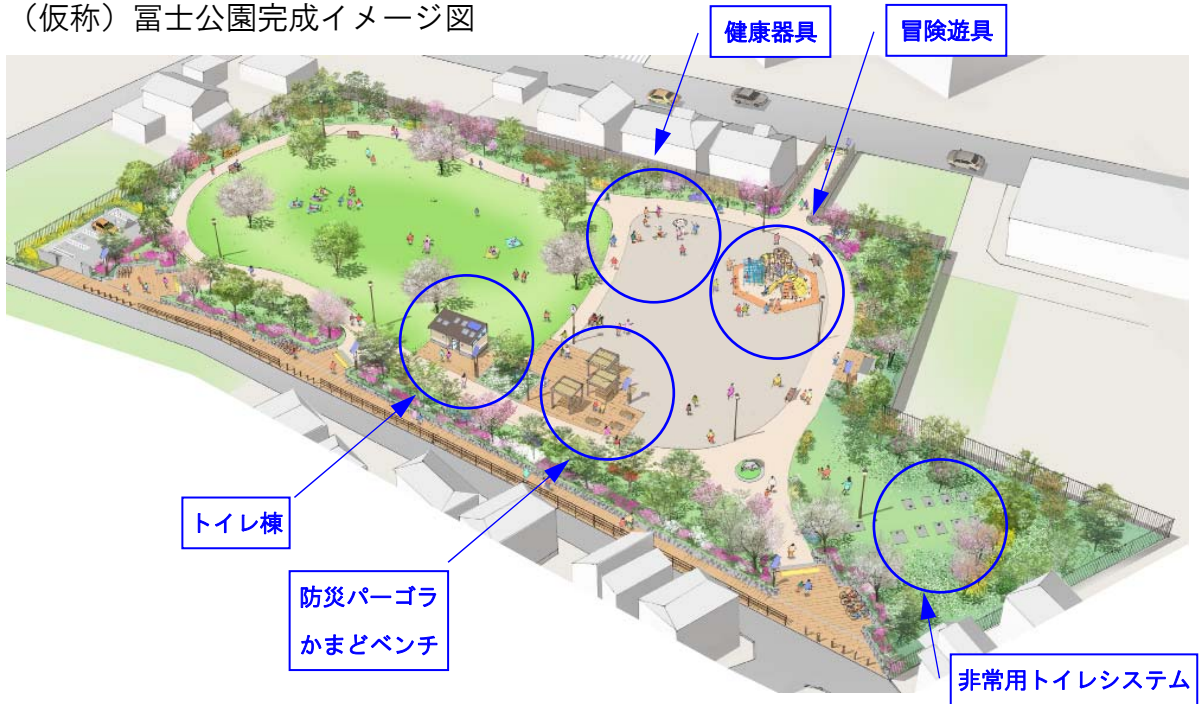 （仮称）冨士公園完成イメージ図
健康器具
冒険遊具
トイレ棟
防災パーゴラ
かまどベンチ
非常用トイレシステム